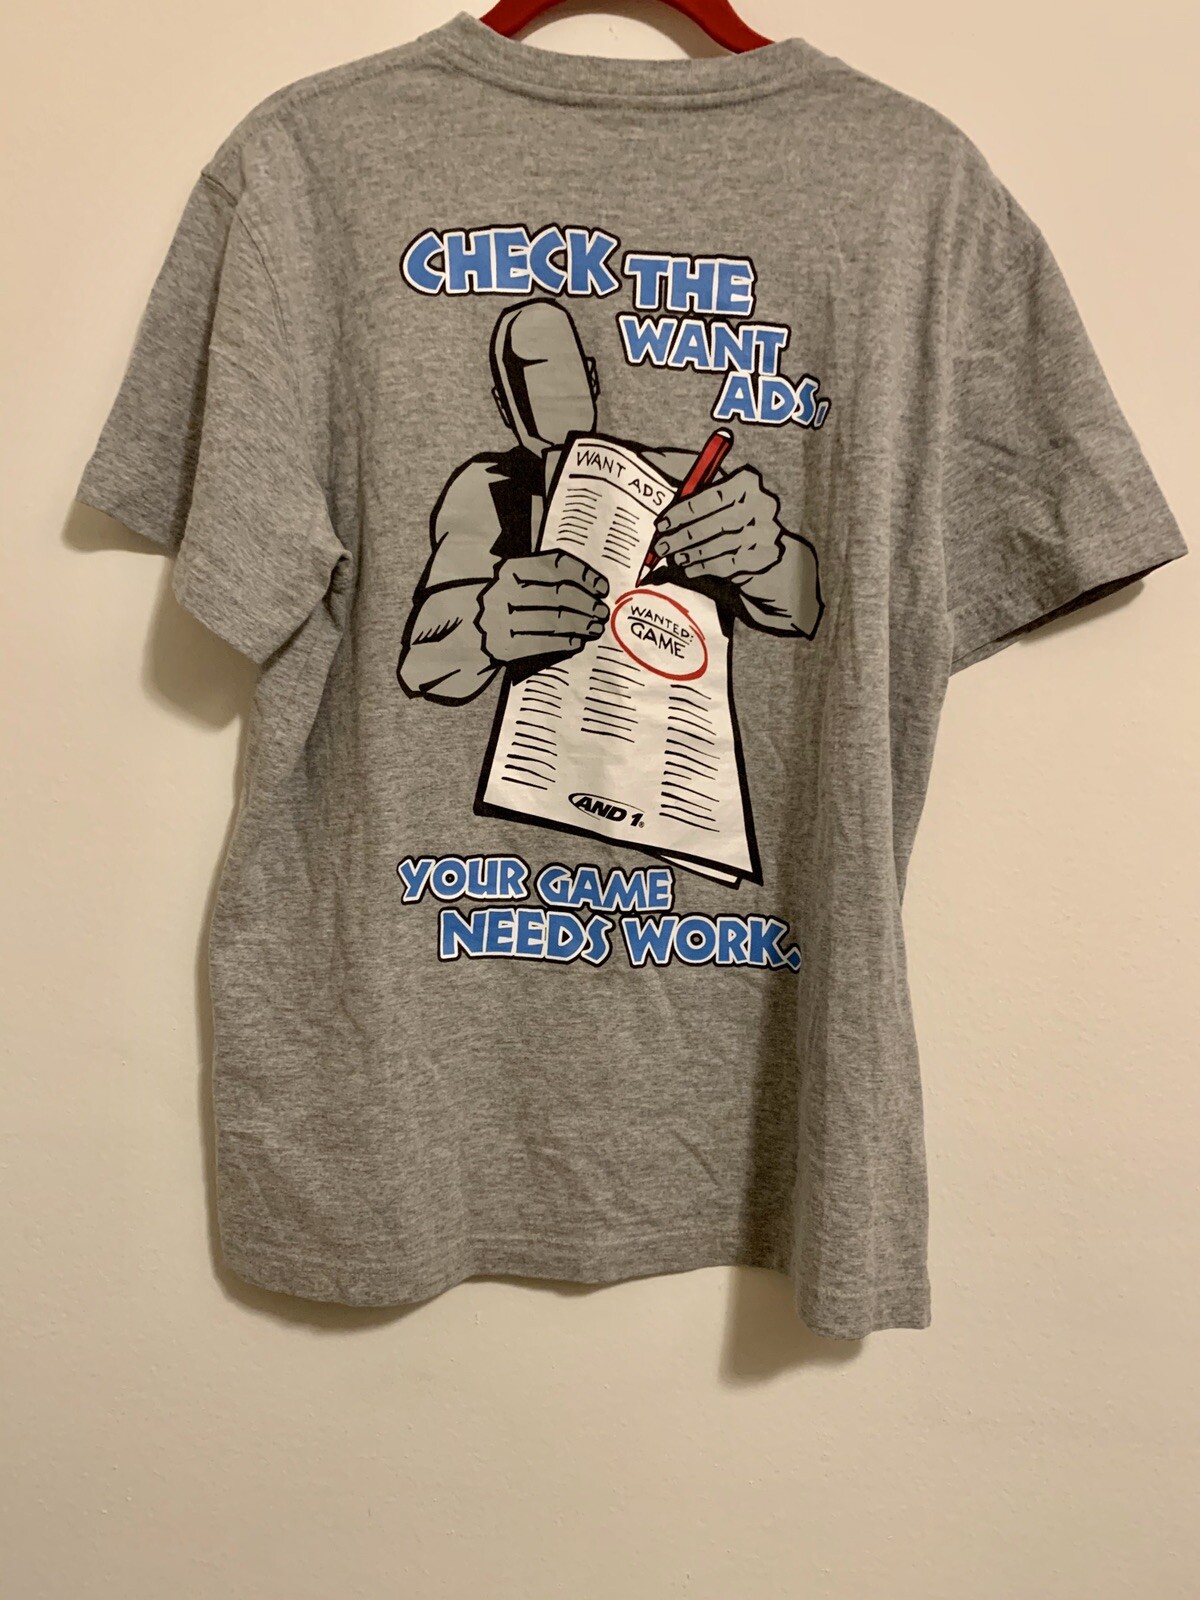 CHECK THE
WANT
ADS,
WANT ADS
WANTED:
GAME
AND 1®
YOUR GAME
NEEDS WORK.